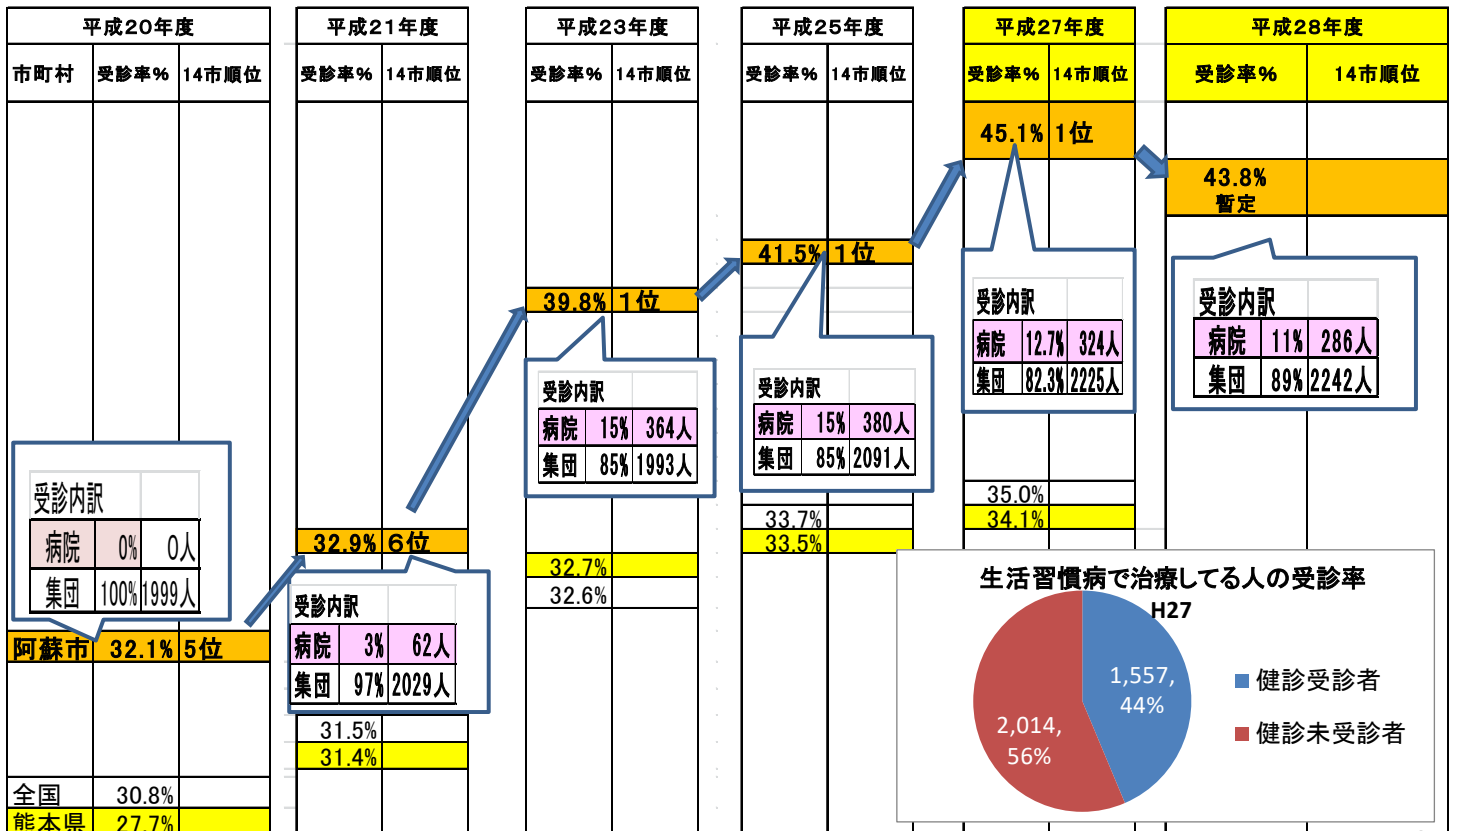 平成20年度
市町村 受診率% 14市順位
受診内訳
病院 0% 0人
集団 100% 1999人
阿蘇市 32.1% 5位
全国 30.8%
熊本県 27.7%
平成21年度
受診率% 14市順位
32.9% 6位
受診内訳
病院 3% 62人
集団 97% 2029人
31.5%
31.4%
平成23年度
受診率% 14市順位
39.8% 1位
受診内訳
病院 15% 364人
集団 85% 1993人
32.7%
32.6%
平成25年度
受診率% 14市順位
41.5% 1位
受診内訳
病院 15% 380人
集団 85% 2091人
33.7%
33.5%
平成27年度
受診率% 14市順位
45.1% 1位
受診内訳
病院 12.7% 324人
集団 82.3% 2225人
35.0%
34.1%
平成28年度
受診率% 14市順位
43.8%
暫定
受診内訳
病院 11% 286人
集団 89% 2242人
生活習慣病で治療してる人の受診率
H27
1,557,
44%
2,014,
56%
健診受診者
健診未受診者